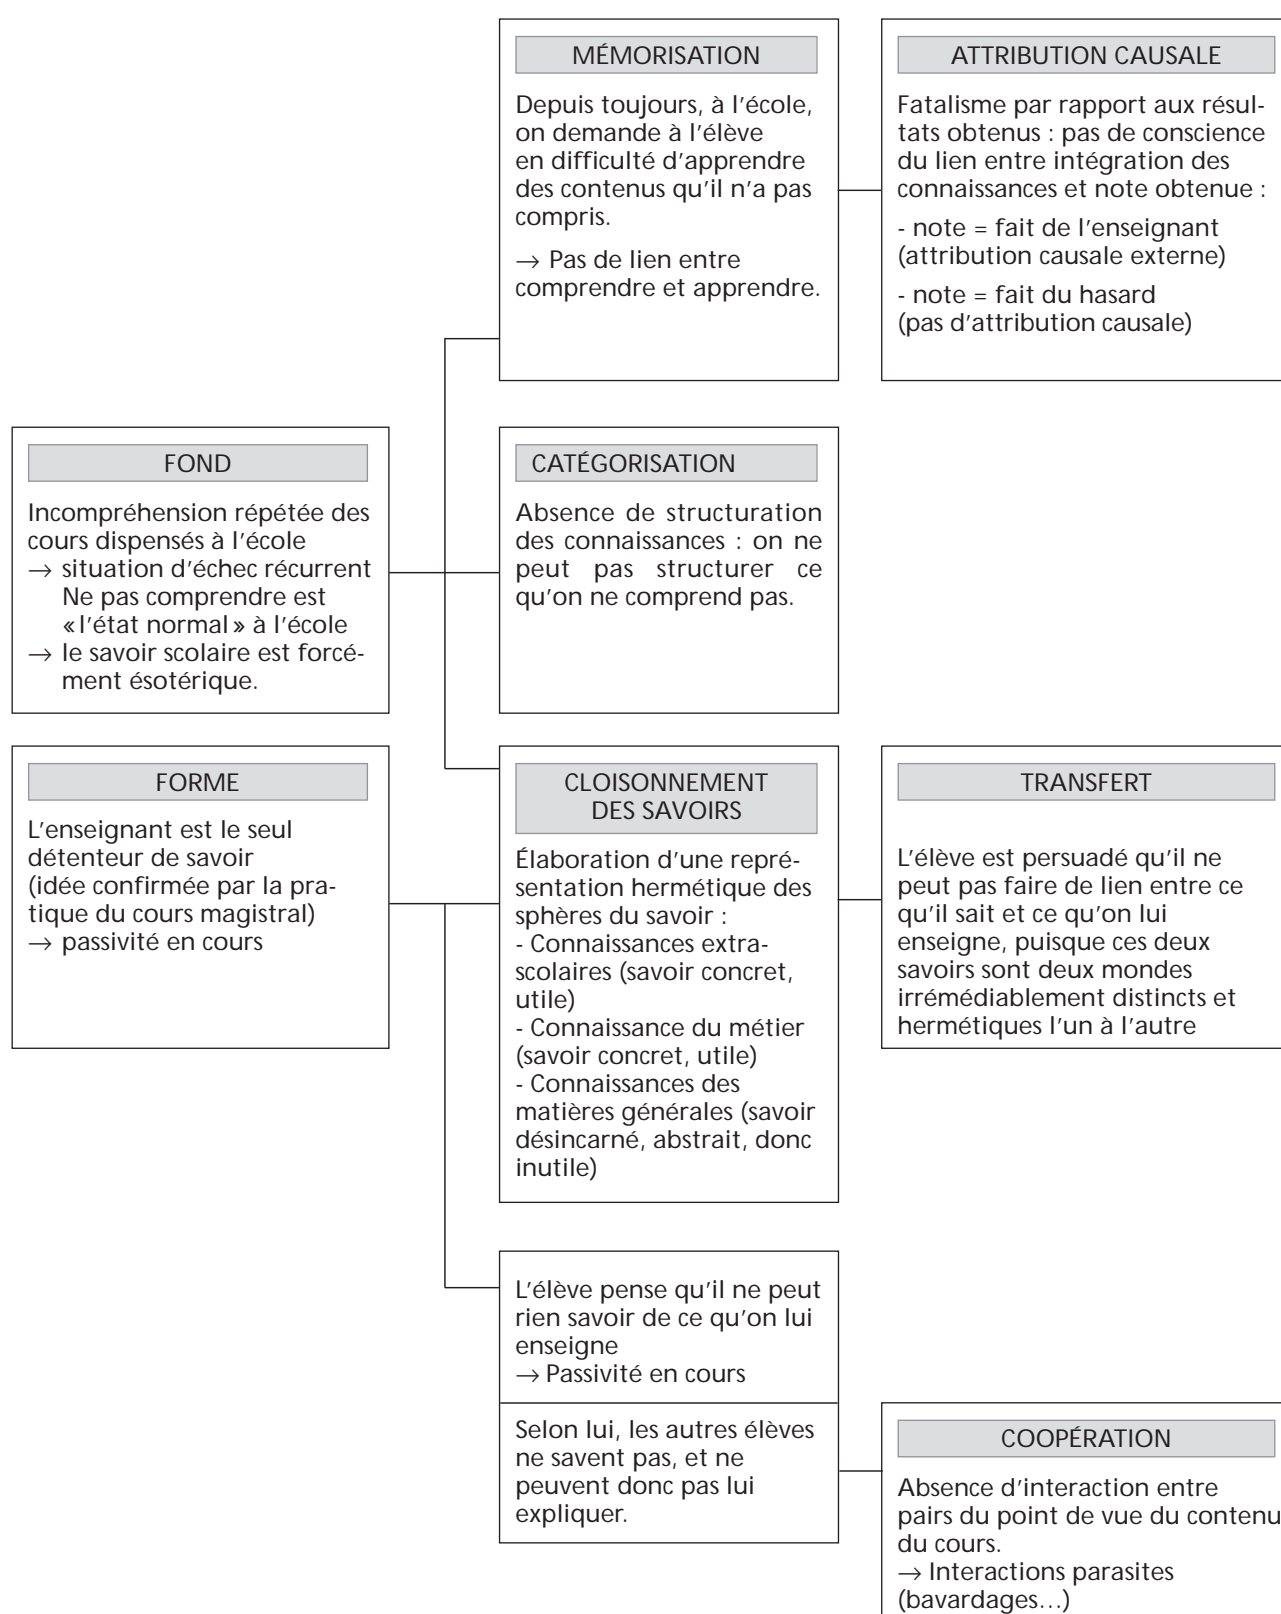 MÉMORISATION
Depuis toujours, à l'école,
on demande à l'élève
en difficulté d'apprendre
des contenus qu'il n'a pas
compris.
→ Pas de lien entre
comprendre et apprendre.
ATTRIBUTION CAUSALE
Fatalisme par rapport aux résul-
tats obtenus : pas de conscience
du lien entre intégration des
connaissances et note obtenue :
- note = fait de l'enseignant
(attribution causale externe)
- note = fait du hasard
(pas d'attribution causale)
FOND
Incompréhension répétée des
cours dispensés à l'école
→ situation d'échec récurrent
Ne pas comprendre est
«l'état normal» à l'école
→ le savoir scolaire est forcé-
ment ésotérique.
CATÉGORISATION
Absence de structuration
des connaissances : on ne
peut pas structurer ce
qu'on ne comprend pas.
FORME
L'enseignant est le seul
détenteur de savoir
(idée confirmée par la pra-
tique du cours magistral)
→ passivité en cours
CLOISONNEMENT
DES SAVOIRS
Élaboration d'une repré-
sentation hermétique des
sphères du savoir :
- Connaissances extra-
scolaires (savoir concret,
utile)
- Connaissance du métier
(savoir concret, utile)
- Connaissances des
matières générales (savoir
désincarné, abstrait, donc
inutile)
TRANSFERT
L'élève est persuadé qu'il ne
peut pas faire de lien entre ce
qu'il sait et ce qu'on lui
enseigne, puisque ces deux
savoirs sont deux mondes
irrémédiablement distincts et
hermétiques l'un à l'autre
L'élève pense qu'il ne peut
rien savoir de ce qu'on lui
enseigne
→ Passivité en cours
Selon lui, les autres élèves
ne savent pas, et ne
peuvent donc pas lui
expliquer.
COOPÉRATION
Absence d'interaction entre
pairs du point de vue du contenu
du cours.
→ Interactions parasites
(bavardages…)